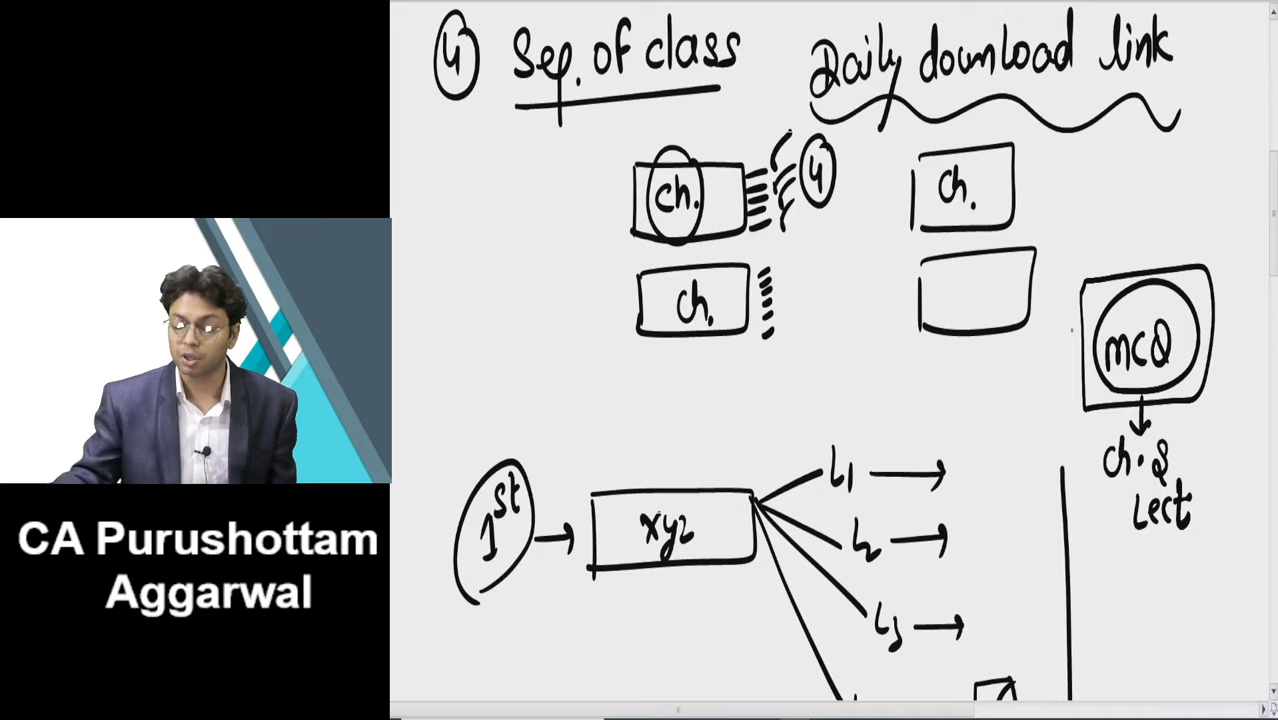 4 Sep. of class Daily download link
ch. 4 ch.
ch.
MCQ
ch. &
Lect
1st xyz L1
L2
L3
CA Purushottam
Aggarwal